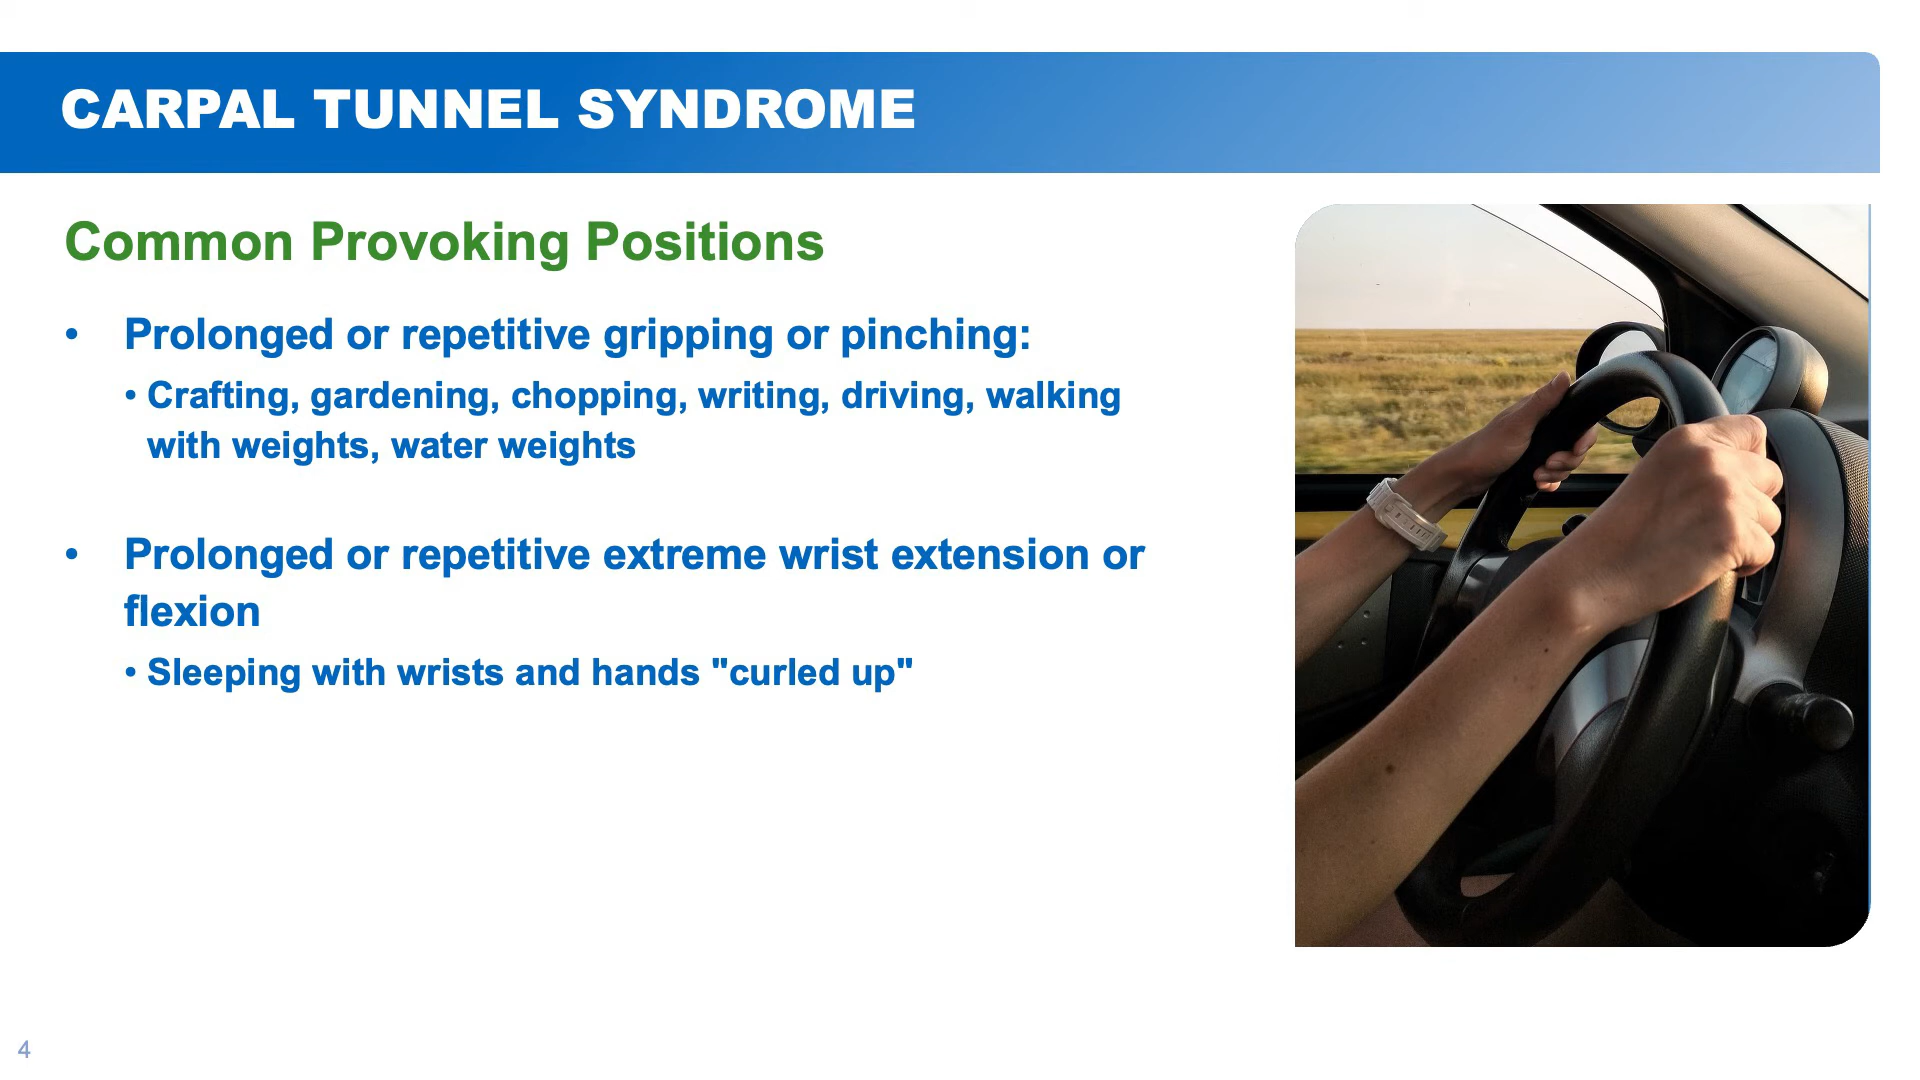 CARPAL TUNNEL SYNDROME
Common Provoking Positions
• Prolonged or repetitive gripping or pinching:
• Crafting, gardening, chopping, writing, driving, walking
with weights, water weights
• Prolonged or repetitive extreme wrist extension or
flexion
• Sleeping with wrists and hands "curled up"
4